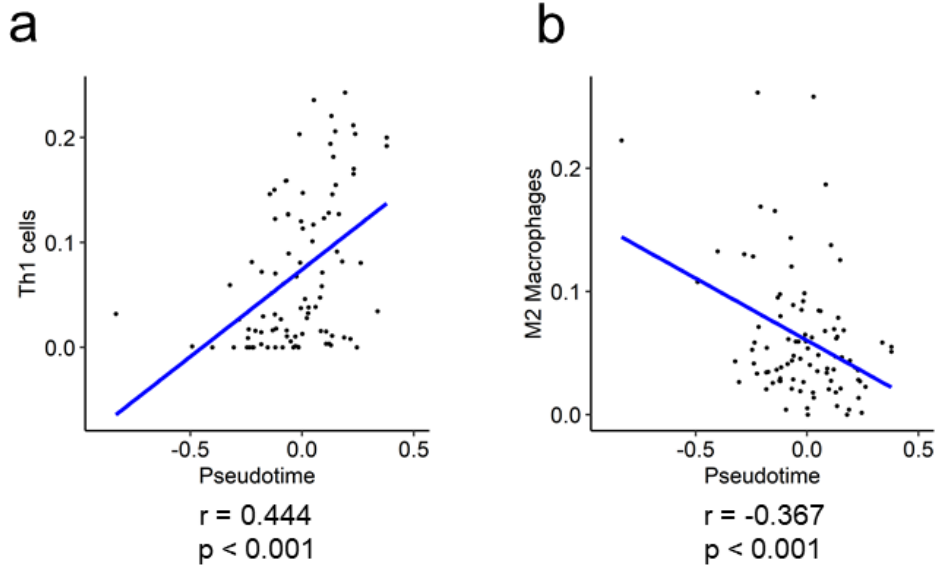 a
b
Th1 cells
0.2
0.1
0.0
-0.5
0.0
0.5
Pseudotime
r = 0.444
p < 0.001
M2 Macrophages
0.2
0.1
0.0
-0.5
0.0
0.5
Pseudotime
r = -0.367
p < 0.001